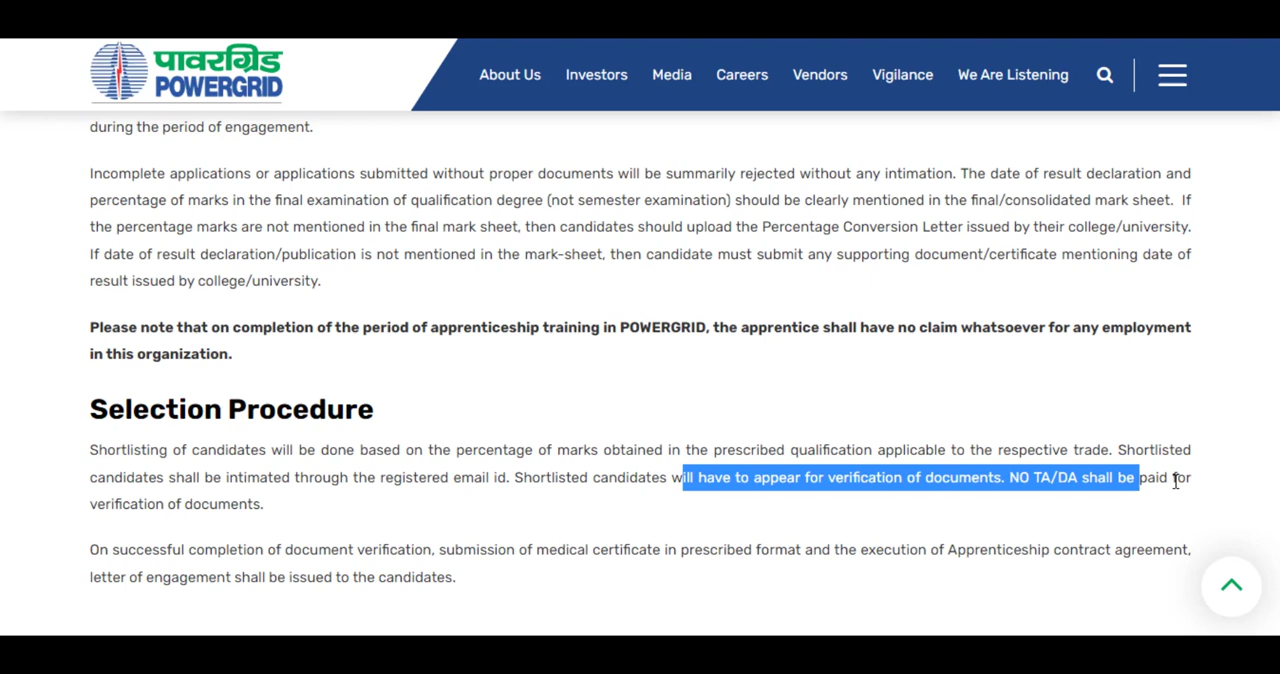 पावरग्रिड
POWERGRID
About Us Investors Media Careers Vendors Vigilance We Are Listening
during the period of engagement.
Incomplete applications or applications submitted without proper documents will be summarily rejected without any intimation. The date of result declaration and
percentage of marks in the final examination of qualification degree (not semester examination) should be clearly mentioned in the final/consolidated mark sheet. If
the percentage marks are not mentioned in the final mark sheet, then candidates should upload the Percentage Conversion Letter issued by their college/university.
If date of result declaration/publication is not mentioned in the mark-sheet, then candidate must submit any supporting document/certificate mentioning date of
result issued by college/university.
Please note that on completion of the period of apprenticeship training in POWERGRID, the apprentice shall have no claim whatsoever for any employment
in this organization.
Selection Procedure
Shortlisting of candidates will be done based on the percentage of marks obtained in the prescribed qualification applicable to the respective trade. Shortlisted
candidates shall be intimated through the registered email id. Shortlisted candidates will have to appear for verification of documents. NO TA/DA shall be paid for
verification of documents.
On successful completion of document verification, submission of medical certificate in prescribed format and the execution of Apprenticeship contract agreement,
letter of engagement shall be issued to the candidates.